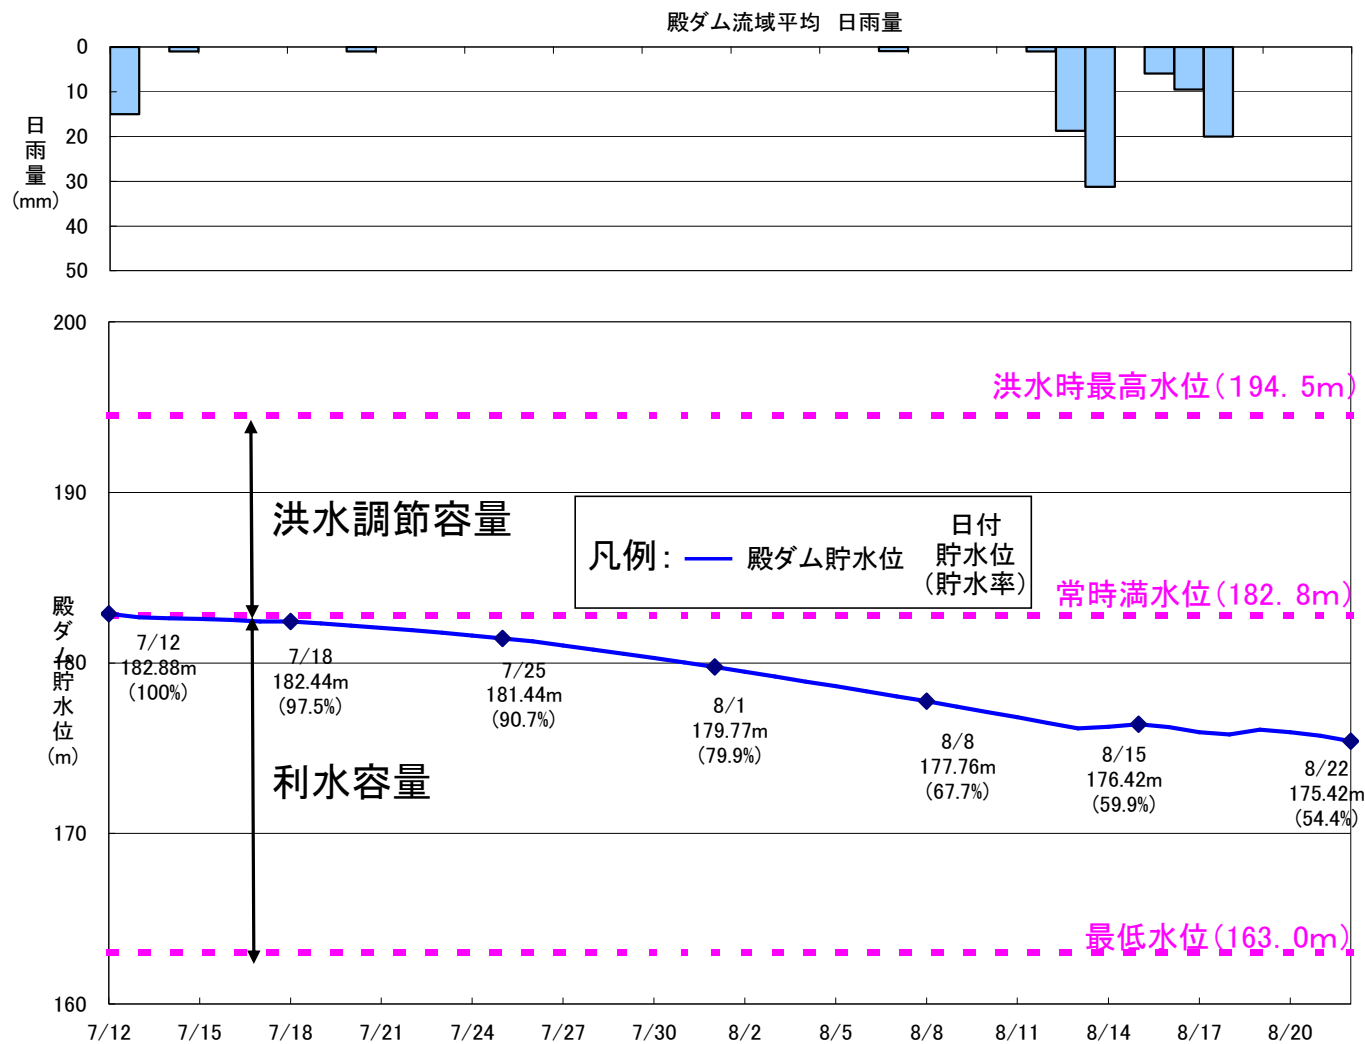 殿ダム流域平均　日雨量
0
10
20
30
40
50
日雨量
(mm)
200
190
180
170
160
殿ダム貯水位
(m)
洪水時最高水位(194.5m)
洪水調節容量
凡例:
殿ダム貯水位
日付
貯水位
(貯水率)
常時満水位(182.8m)
7/12
182.88m
(100%)
7/18
182.44m
(97.5%)
7/25
181.44m
(90.7%)
8/1
179.77m
(79.9%)
8/8
177.76m
(67.7%)
8/15
176.42m
(59.9%)
8/22
175.42m
(54.4%)
利水容量
最低水位(163.0m)
7/12 7/15 7/18 7/21 7/24 7/27 7/30 8/2 8/5 8/8 8/11 8/14 8/17 8/20